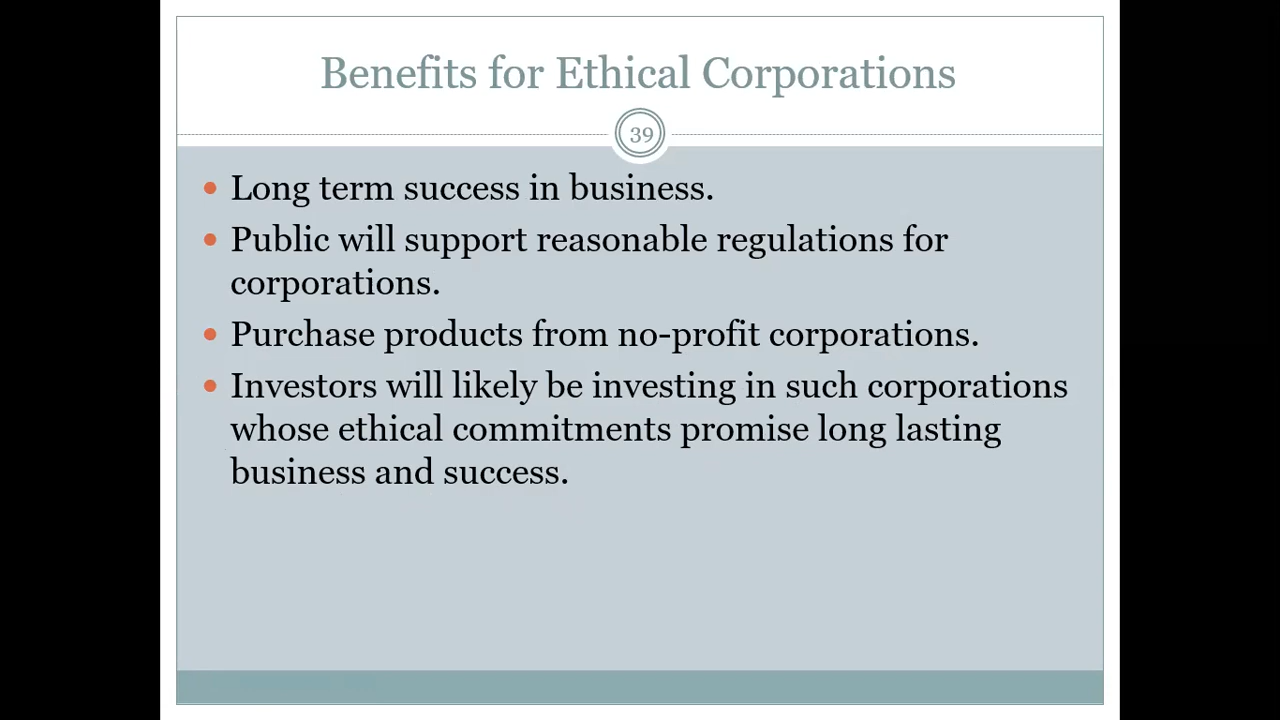 Benefits for Ethical Corporations
39
• Long term success in business.
• Public will support reasonable regulations for
corporations.
• Purchase products from no-profit corporations.
• Investors will likely be investing in such corporations
whose ethical commitments promise long lasting
business and success.